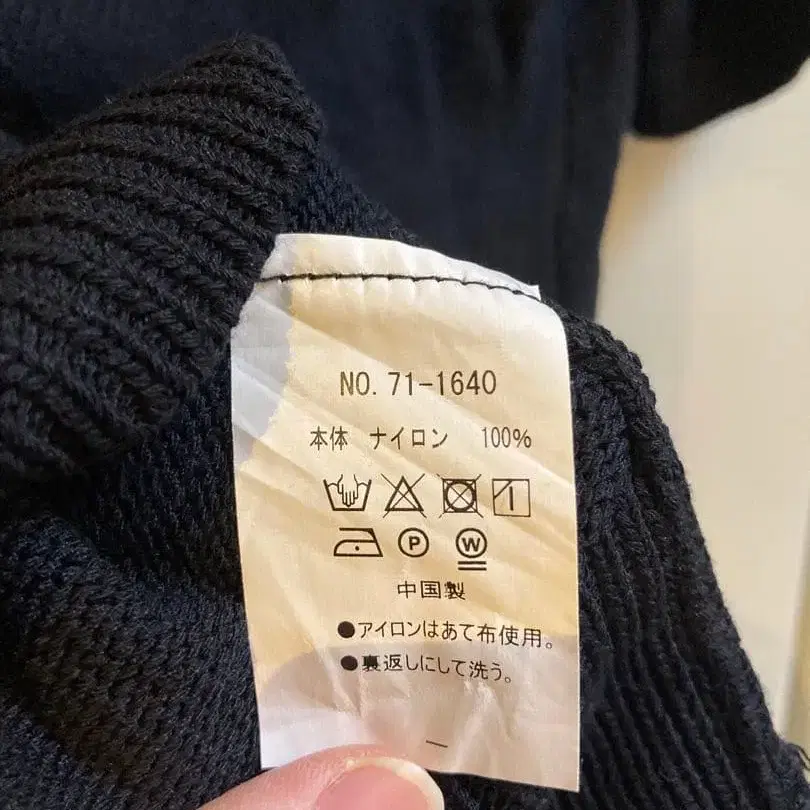 NO. 71-1640
本体 ナイロン 100%
P W
中国製
●アイロンはあて布使用。
●裏返しにして洗う。